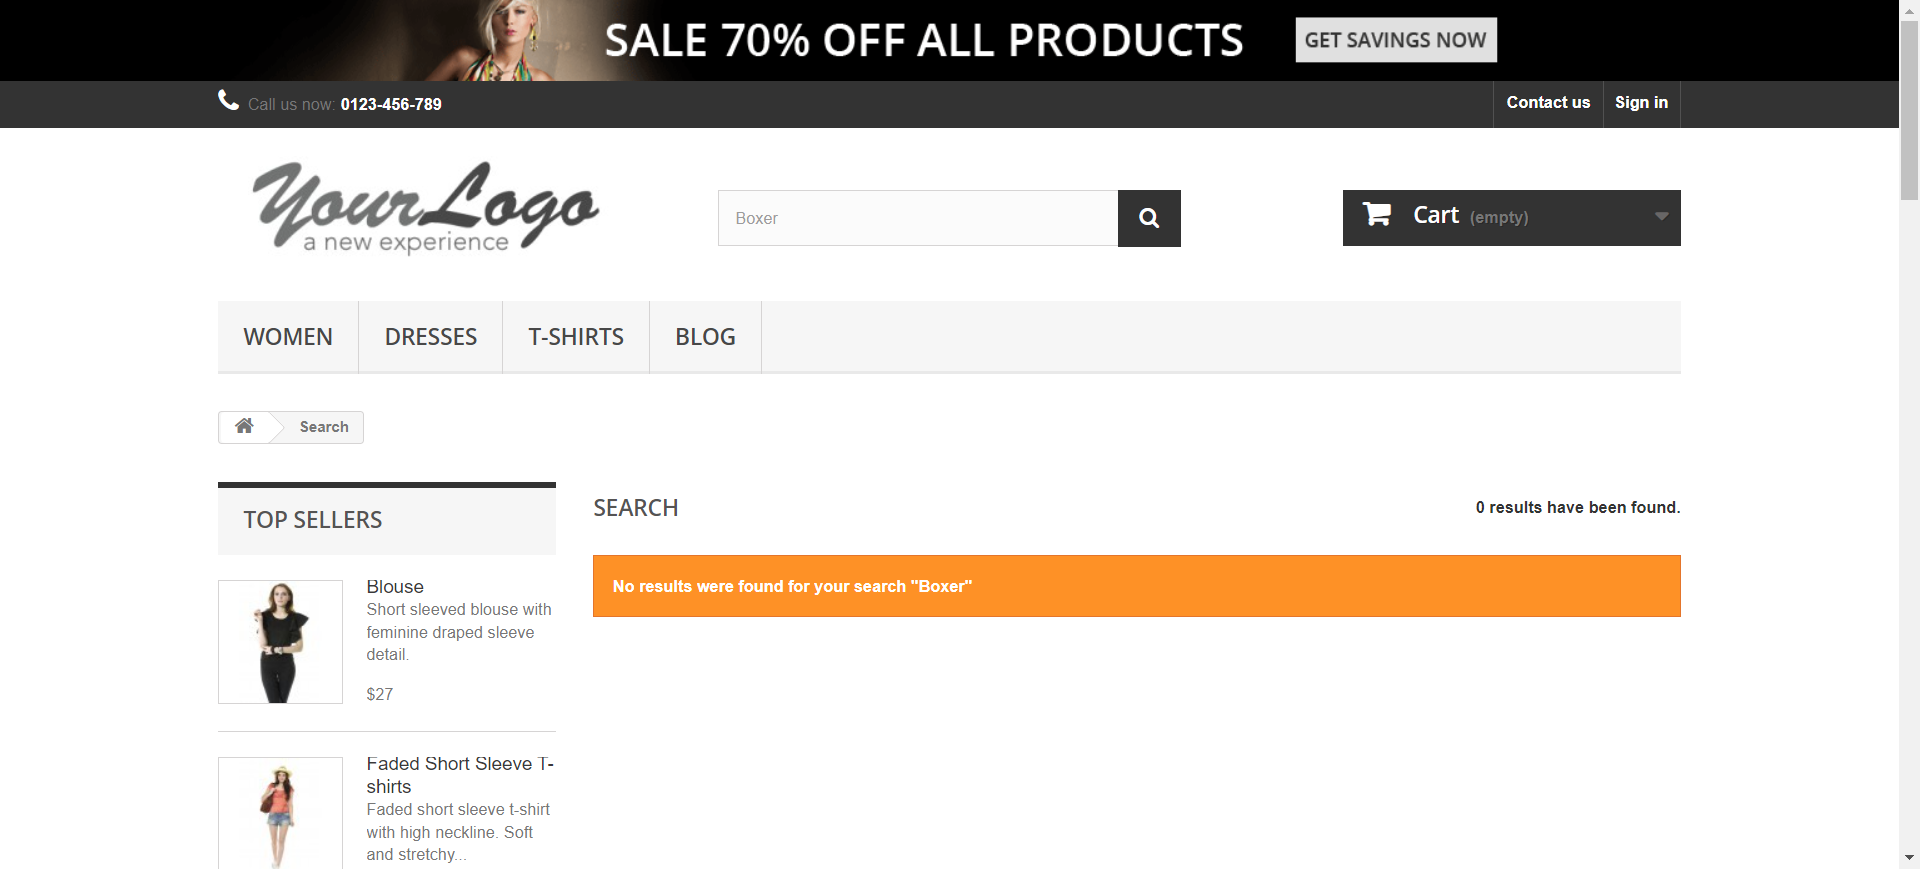 SALE 70% OFF ALL PRODUCTS
GET SAVINGS NOW
Call us now: 0123-456-789
Contact us
Sign in
YourLogo
a new experience
Boxer
Cart (empty)
WOMEN
DRESSES
T-SHIRTS
BLOG
Search
TOP SELLERS
Blouse
Short sleeved blouse with
feminine draped sleeve
detail.
$27
Faded Short Sleeve T-
shirts
Faded short sleeve t-shirt
with high neckline. Soft
and stretchy...
SEARCH
0 results have been found.
No results were found for your search "Boxer"